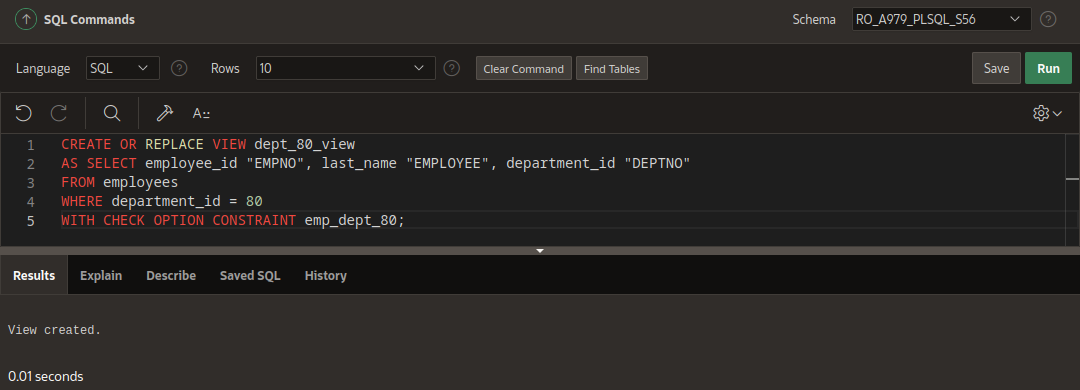 SQL Commands
Schema RO_A979_PLSQL_S56 ?
Language SQL ? Rows 10 ? Clear Command Find Tables Save Run
A::
1 CREATE OR REPLACE VIEW dept_80_view
2 AS SELECT employee_id "EMPNO", last_name "EMPLOYEE", department_id "DEPTNO"
3 FROM employees
4 WHERE department_id = 80
5 WITH CHECK OPTION CONSTRAINT emp_dept_80;
Results Explain Describe Saved SQL History
View created.
0.01 seconds